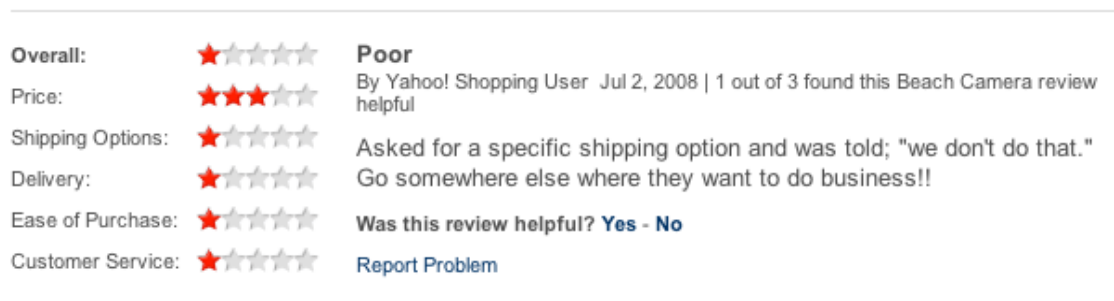 Overall:
Price:
Shipping Options:
Delivery:
Ease of Purchase:
Customer Service:
Poor
By Yahoo! Shopping User Jul 2, 2008 | 1 out of 3 found this Beach Camera review
helpful
Asked for a specific shipping option and was told; "we don't do that."
Go somewhere else where they want to do business!!
Was this review helpful? Yes - No
Report Problem